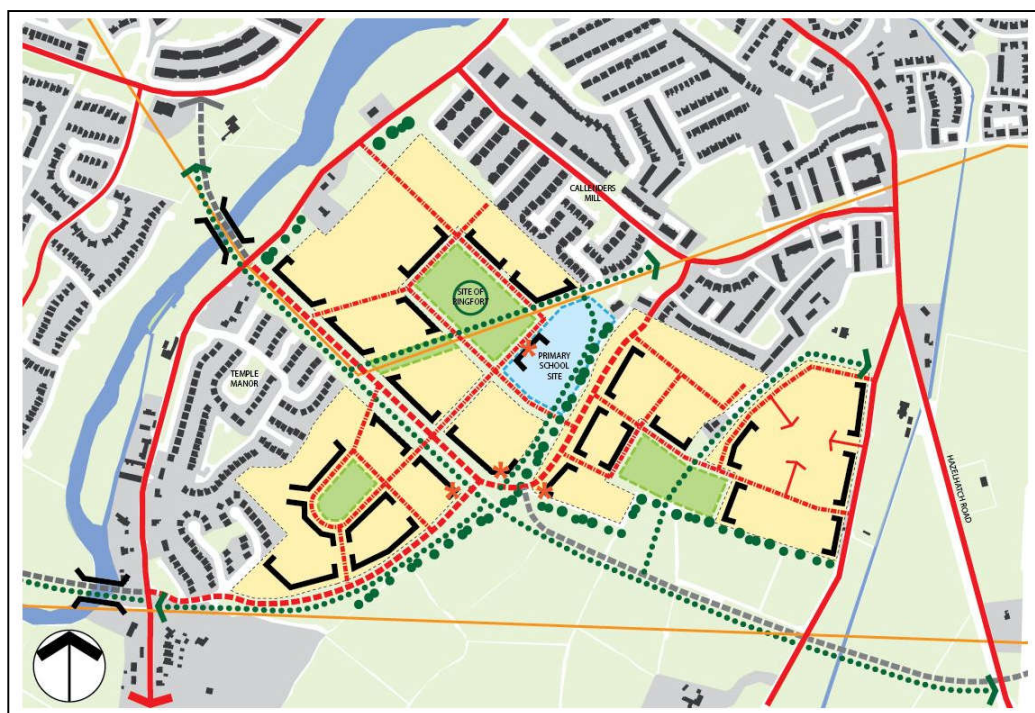 CALLENDERS
MILL
SITE OF
RINGFORT
PRIMARY
SCHOOL
SITE
TEMPLE
MANOR
HAZELHATCH ROAD